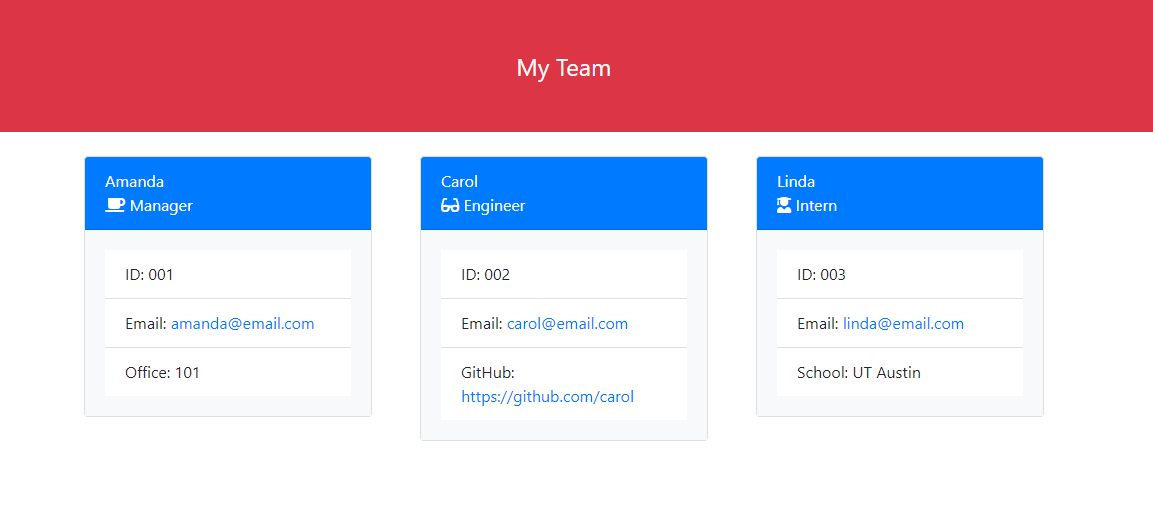 My Team
Amanda
Manager
ID: 001
Email: amanda@email.com
Office: 101
Carol
Engineer
ID: 002
Email: carol@email.com
GitHub:
https://github.com/carol
Linda
Intern
ID: 003
Email: linda@email.com
School: UT Austin